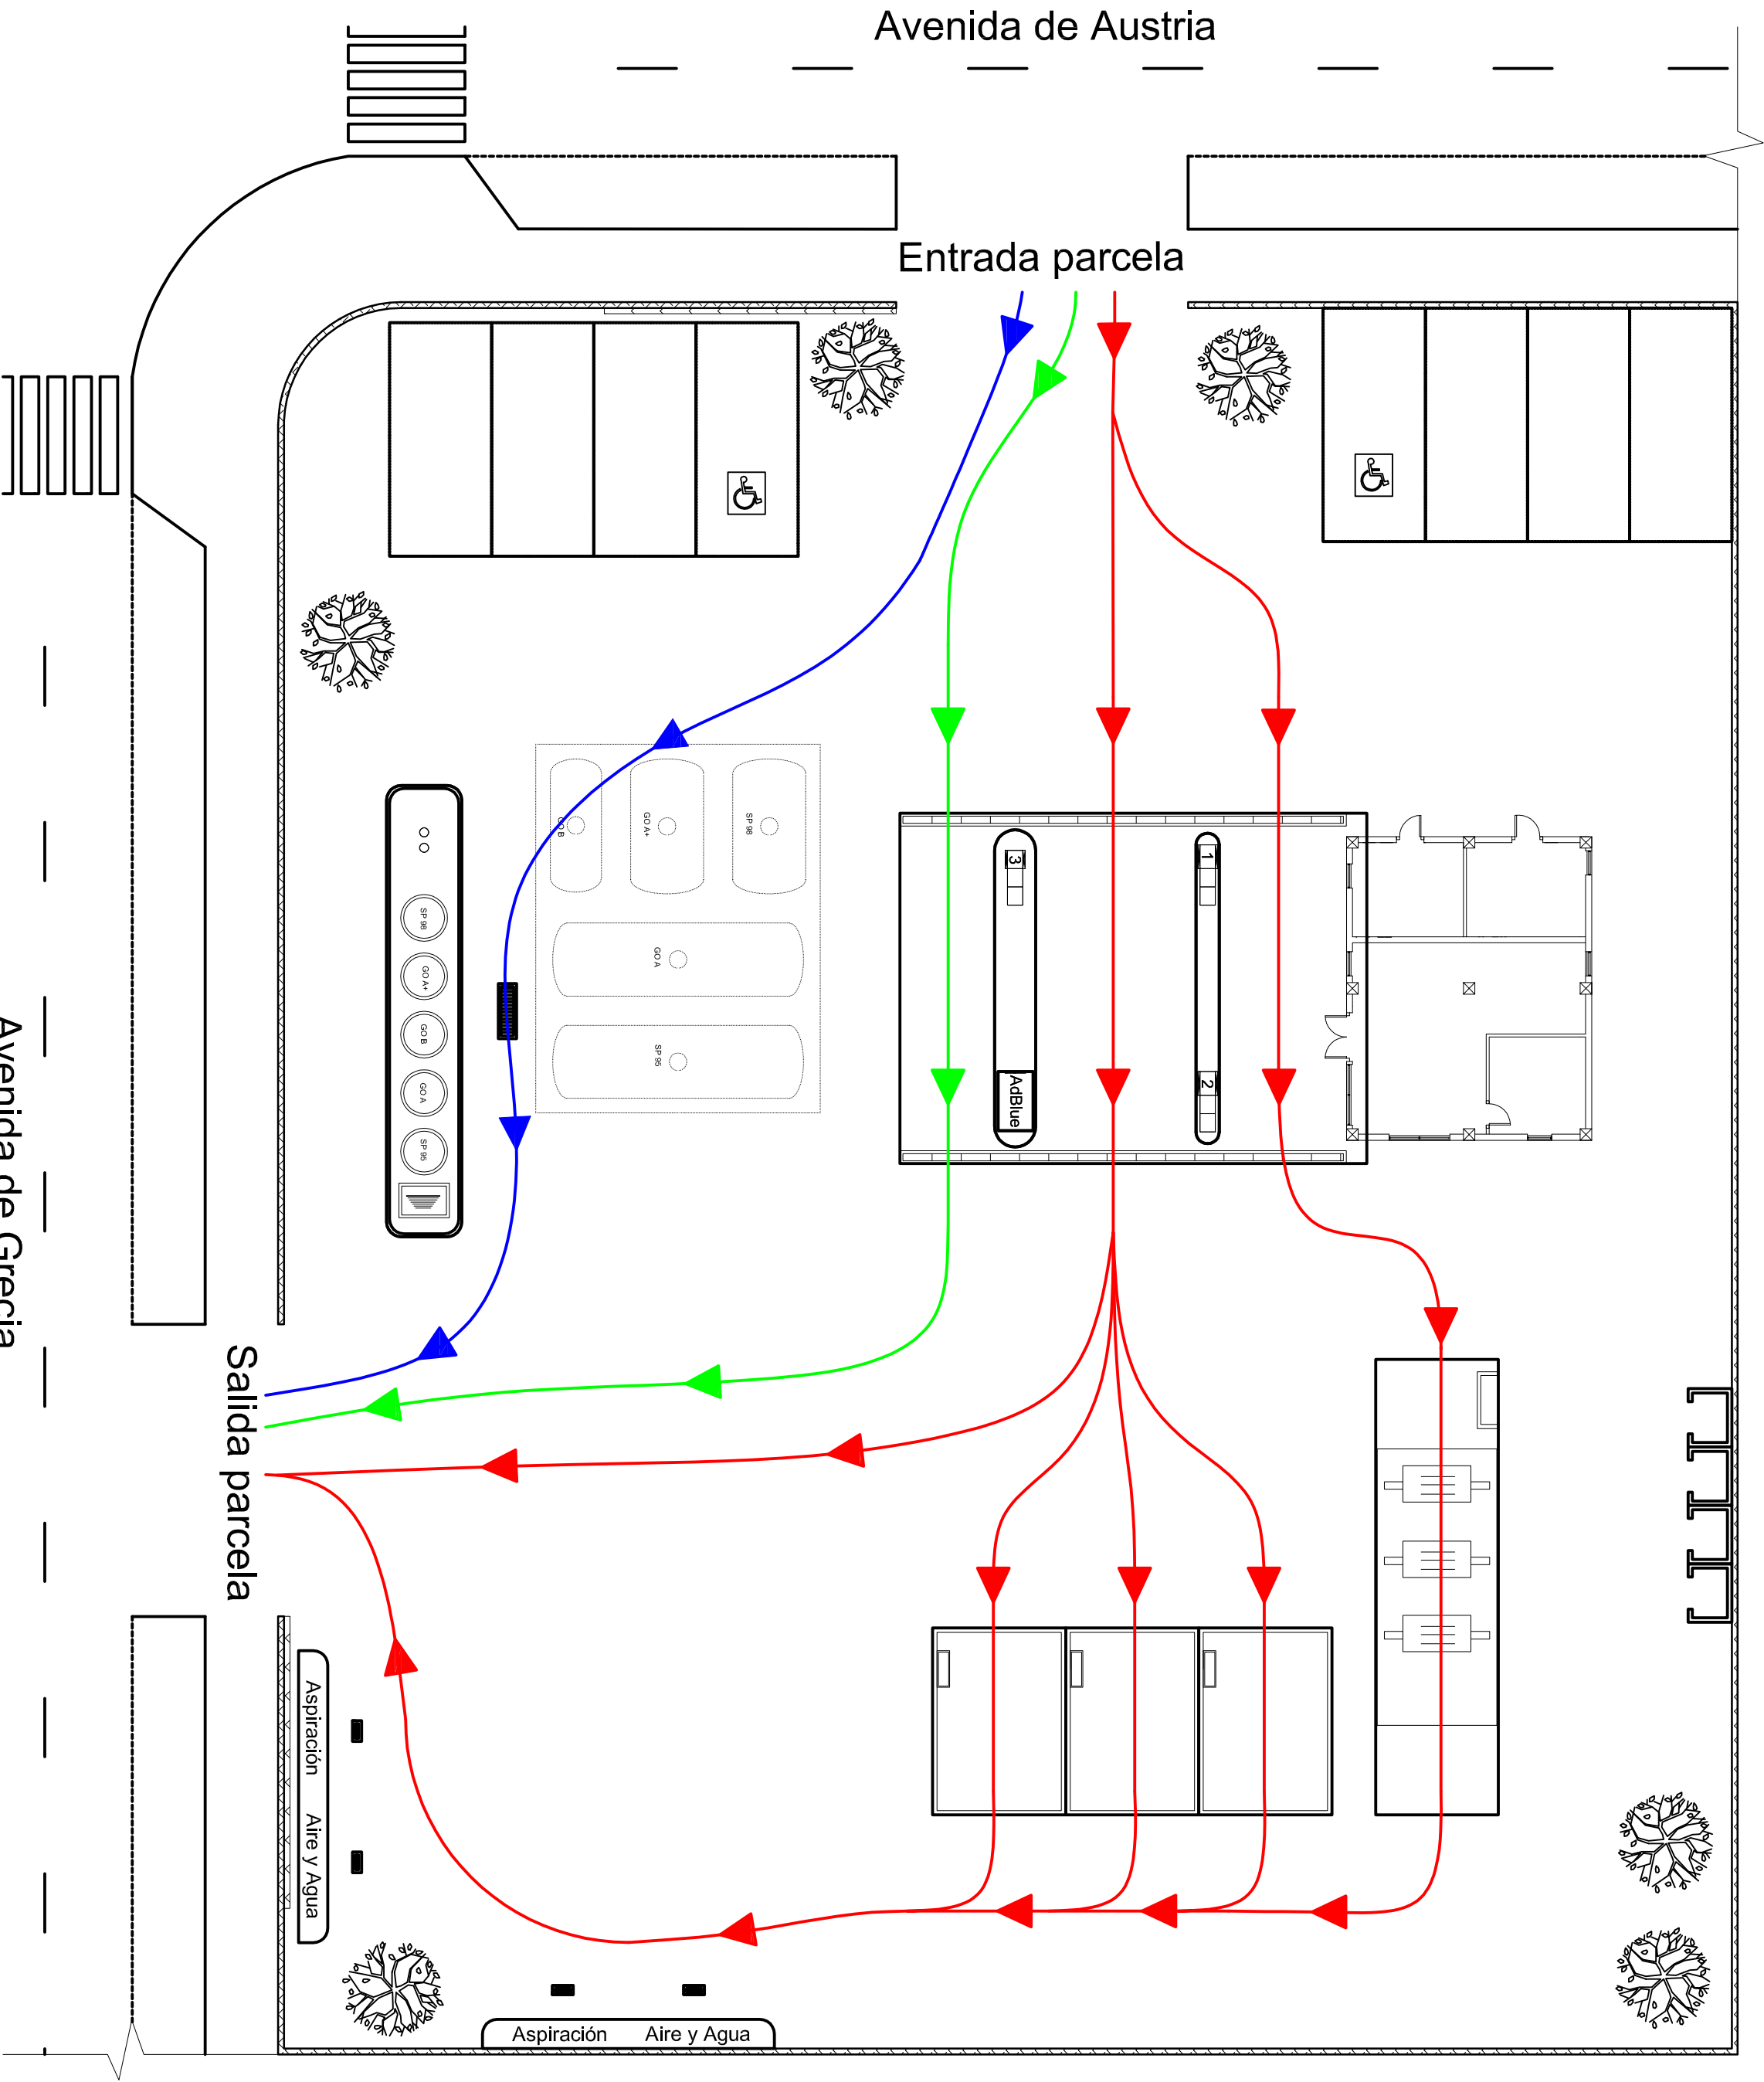 Avenida de Austria
Entrada parcela
SP 98
GO A+
GO B
GO A
SP 95
SP 98
GO A+
GO B
GO A
SP 95
3
1
2
AdBlue
Avenida de Grecia
Salida parcela
Aspiración Aire y Agua
Aspiración Aire y Agua